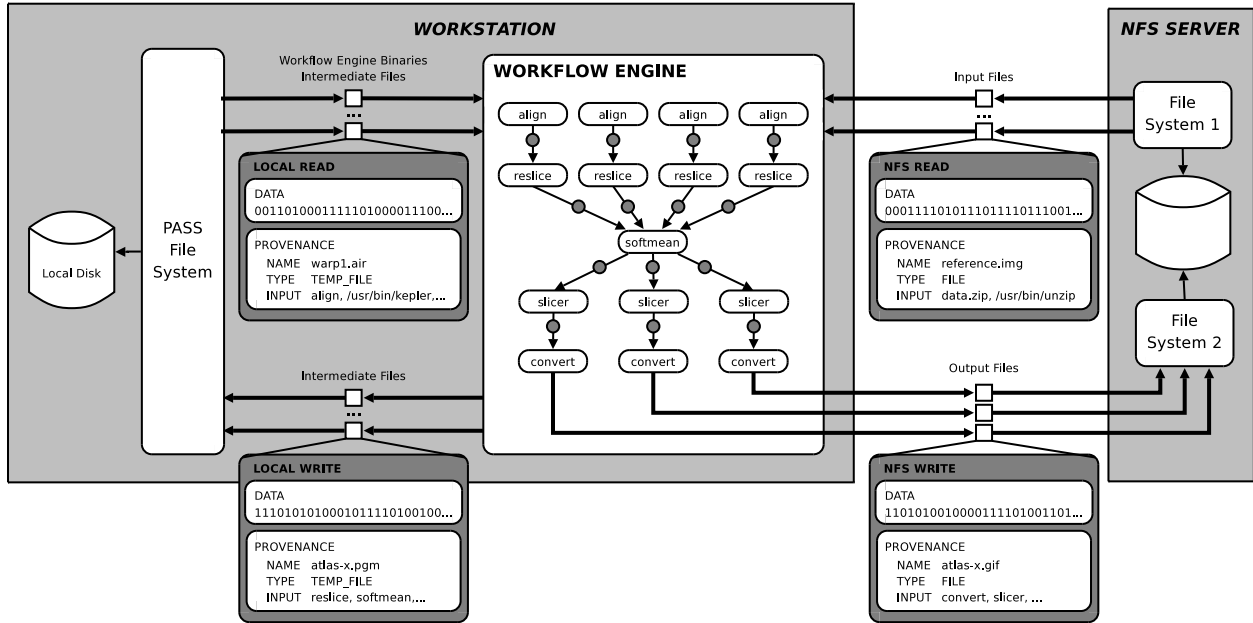 WORKSTATION
NFS SERVER
Workflow Engine Binaries
Intermediate Files
...
WORKFLOW ENGINE
Input Files
...
File
System 1
align
align
align
align
reslice
reslice
reslice
reslice
softmean
slicer
slicer
slicer
convert
convert
convert
PASS
File
System
Local Disk
LOCAL READ
DATA
0011010001111101000011100...
PROVENANCE
NAME warp1.air
TYPE TEMP_FILE
INPUT align, /usr/bin/kepler,...
NFS READ
DATA
0001111010111011110111001...
PROVENANCE
NAME reference.img
TYPE FILE
INPUT data.zip, /usr/bin/unzip
File
System 2
Intermediate Files
...
Output Files
LOCAL WRITE
DATA
1110101010001011110100100...
PROVENANCE
NAME atlas-x.pgm
TYPE TEMP_FILE
INPUT reslice, softmean,...
NFS WRITE
DATA
1101010010000111101001101...
PROVENANCE
NAME atlas-x.gif
TYPE FILE
INPUT convert, slicer, ...